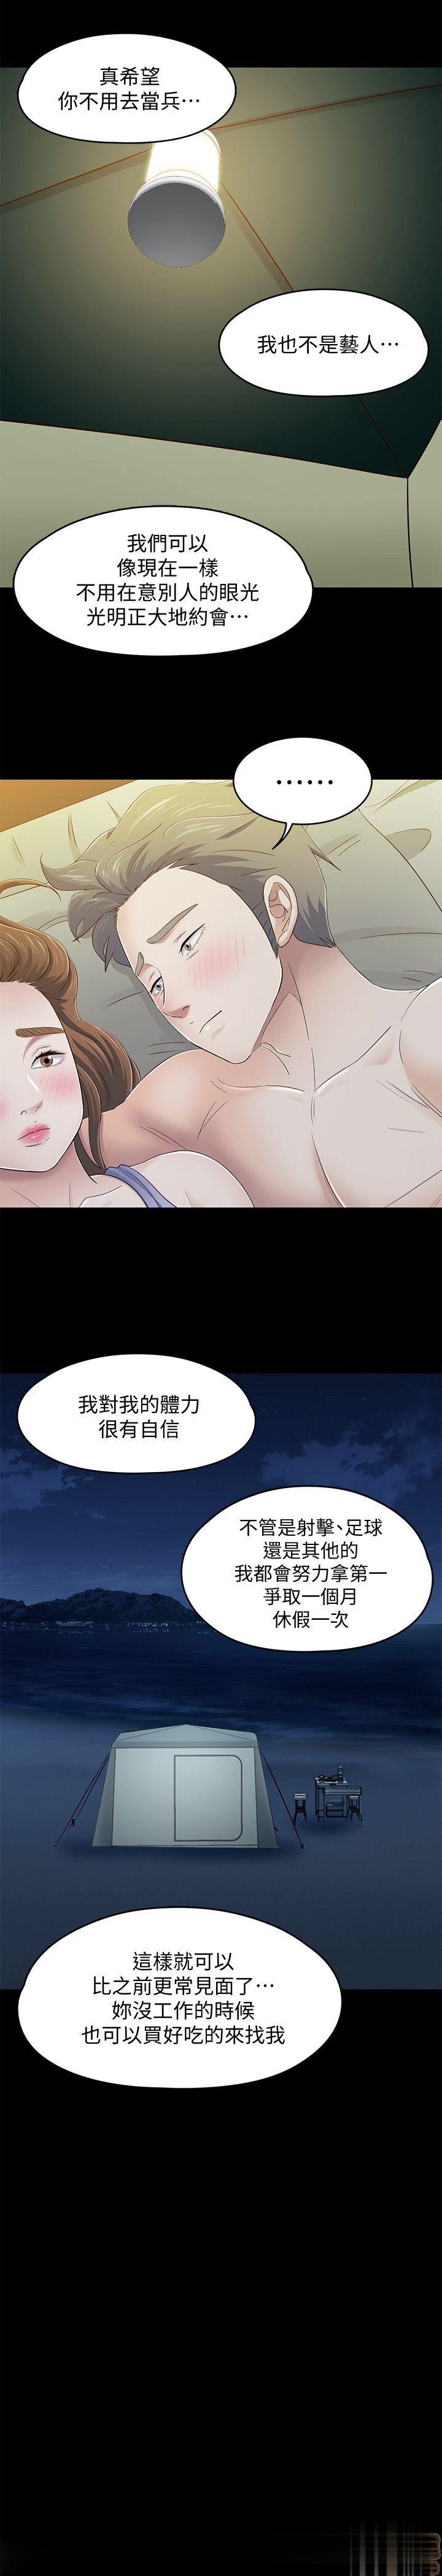 真希望
你不用去當兵…
我也不是藝人…
我們可以
像現在一樣
不用在意別人的眼光
光明正大地約會…
……
我對我的體力
很有自信
不管是射擊、足球
還是其他的
我都會努力拿第一
爭取一個月
休假一次
這樣就可以
比之前更常見面了…
妳沒工作的時候
也可以買好吃的來找我